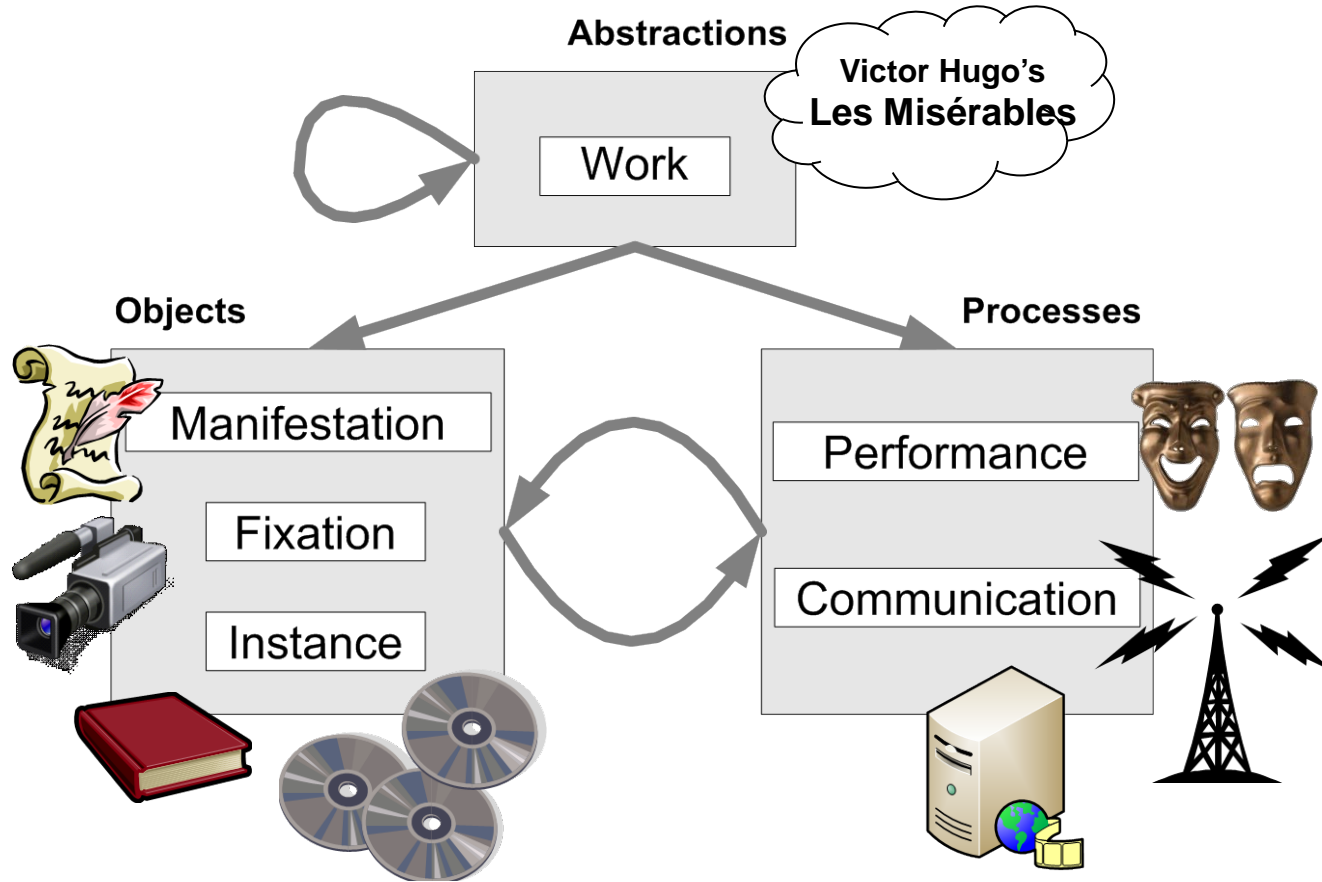 Abstractions
Victor Hugo’s
Les Misérables
Work
Objects
Processes
Manifestation
Performance
Fixation
Communication
Instance